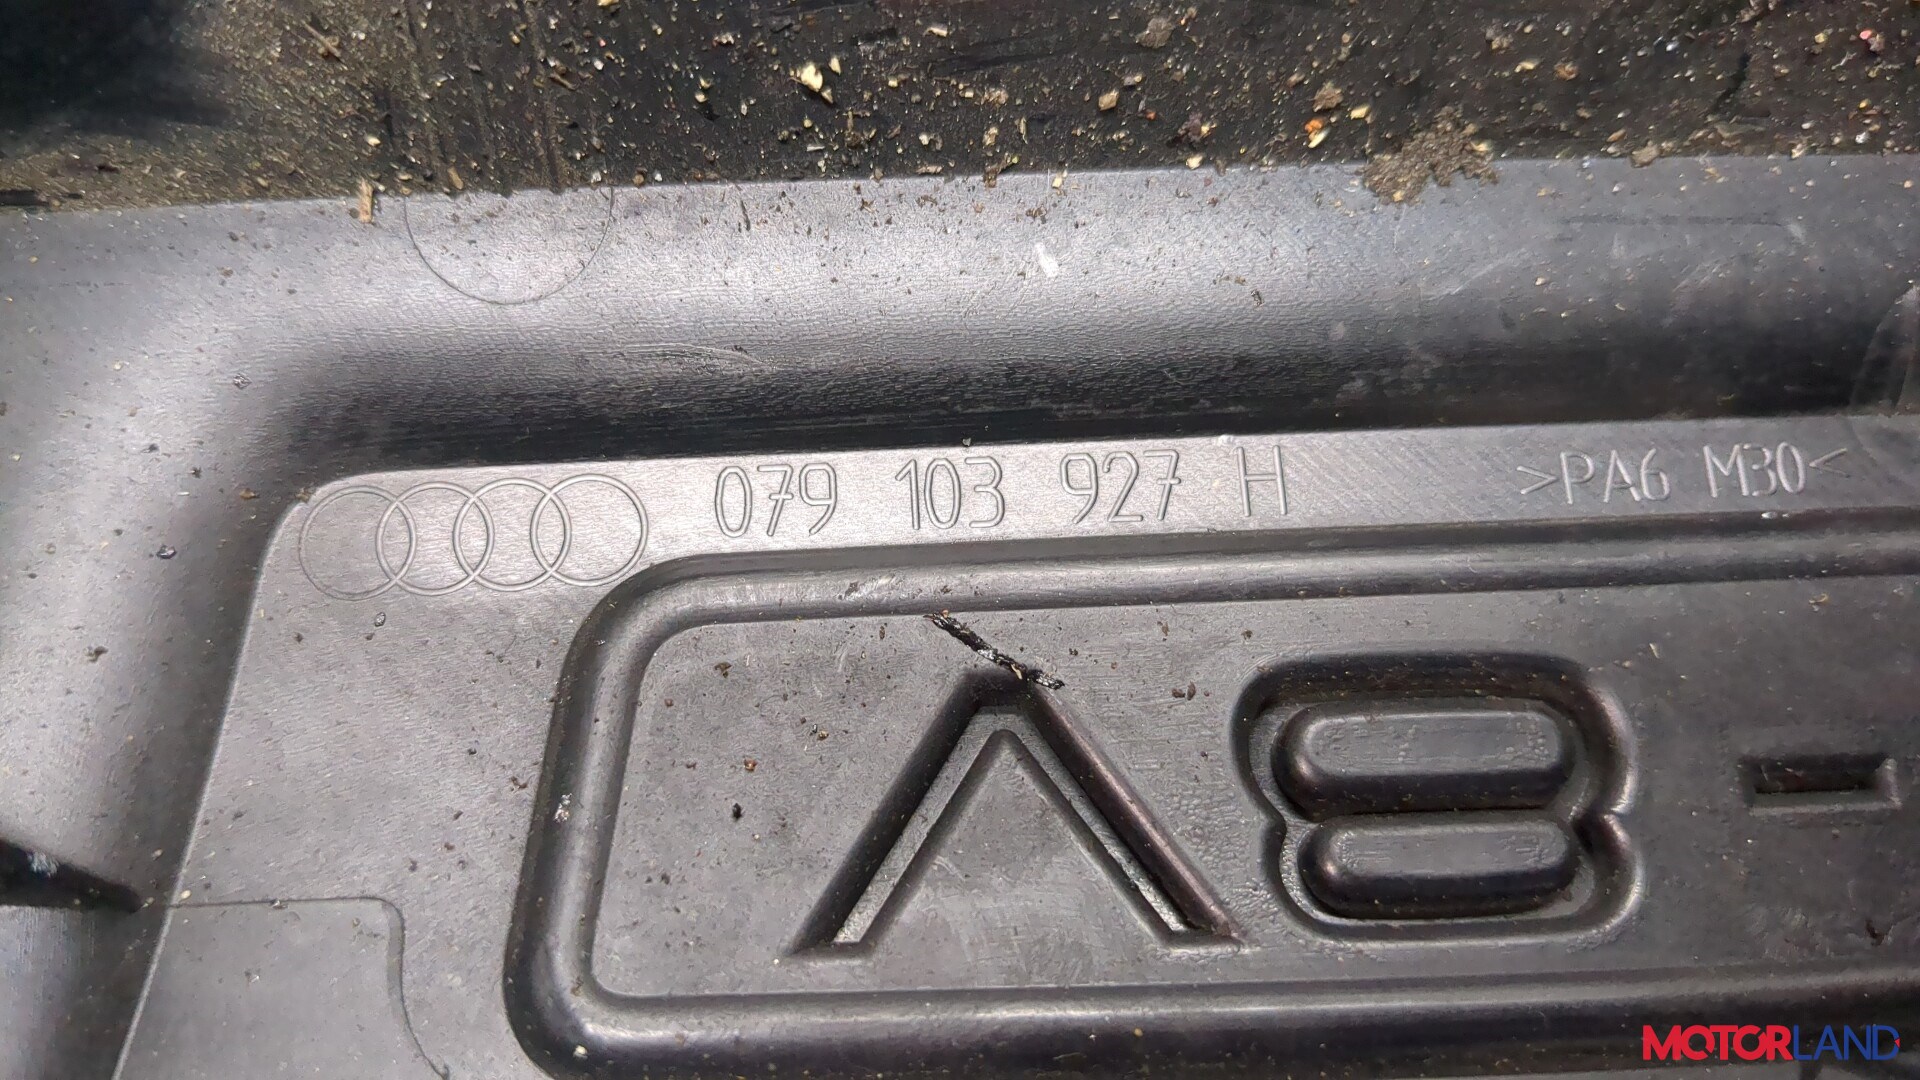 079 103 927 H >PA6 M30<
A8 -
MOTORLAND